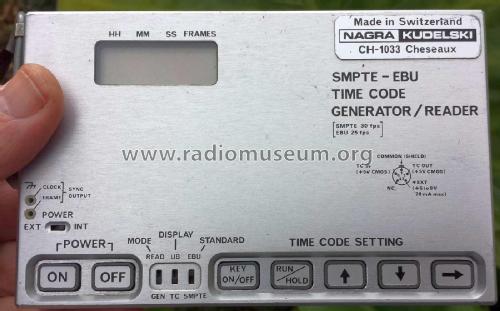 HH MM SS FRAMES
Made in Switzerland
NAGRA KUDELSKI
CH-1033 Cheseaux
SMPTE - EBU
TIME CODE
GENERATOR/READER
SMPTE 30 fps
EBU 25 fps
www.radiomuseum.org
COMMON (SHIELD)
TC OUT
(+5V CMOS)
NC
CLOCK
FRAME
SYNC
OUTPUT
POWER
EXT INT
POWER
ON
OFF
DISPLAY
MODE
STANDARD
READ UB EBU
GEN TC SMPTE
TIME CODE SETTING
KEY
ON/OFF
RUN/
HOLD